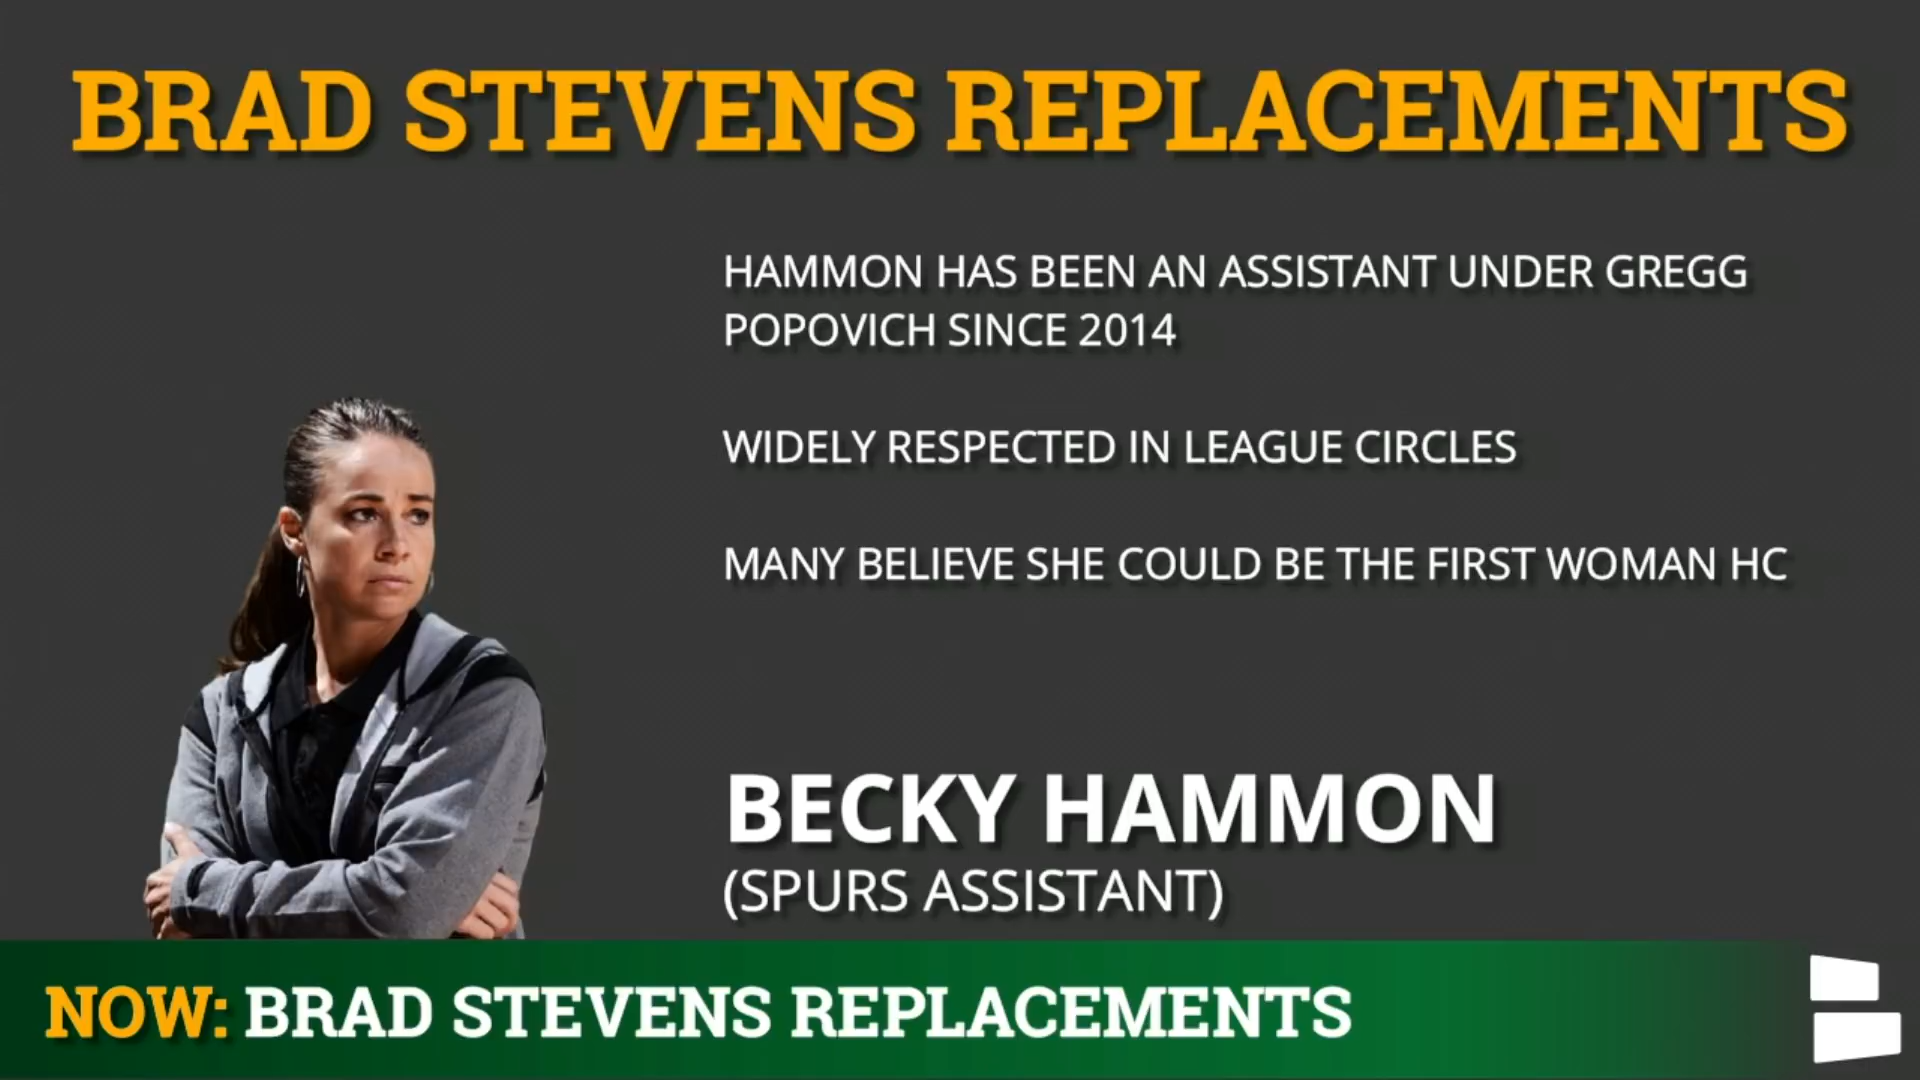 BRAD STEVENS REPLACEMENTS
HAMMON HAS BEEN AN ASSISTANT UNDER GREGG
POPOVICH SINCE 2014
WIDELY RESPECTED IN LEAGUE CIRCLES
MANY BELIEVE SHE COULD BE THE FIRST WOMAN HC
BECKY HAMMON
(SPURS ASSISTANT)
NOW: BRAD STEVENS REPLACEMENTS